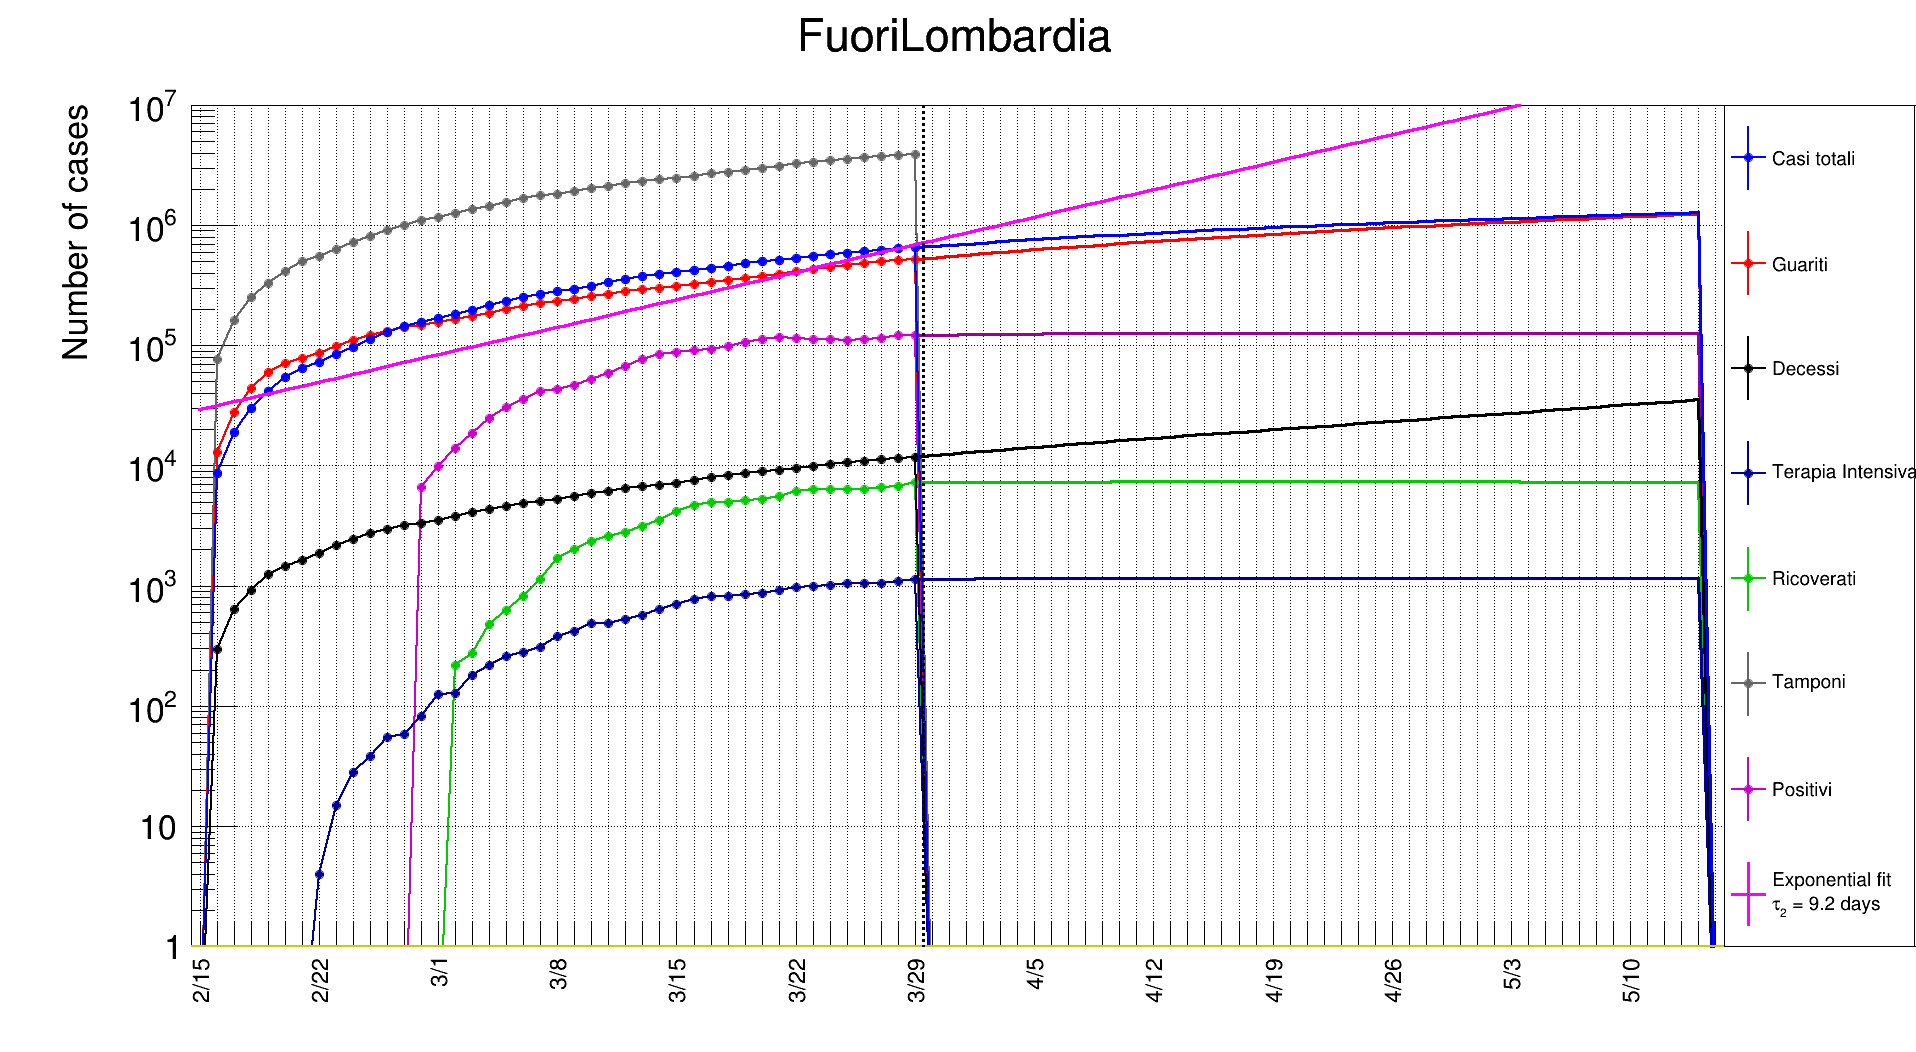 FuoriLombardia
Number of cases
10^7
10^6
10^5
10^4
10^3
10^2
10
1
2/15
2/22
3/1
3/8
3/15
3/22
3/29
4/5
4/12
4/19
4/26
5/3
5/10
Casi totali
Guariti
Decessi
Terapia Intensiva
Ricoverati
Tamponi
Positivi
Exponential fit
τ₂ = 9.2 days